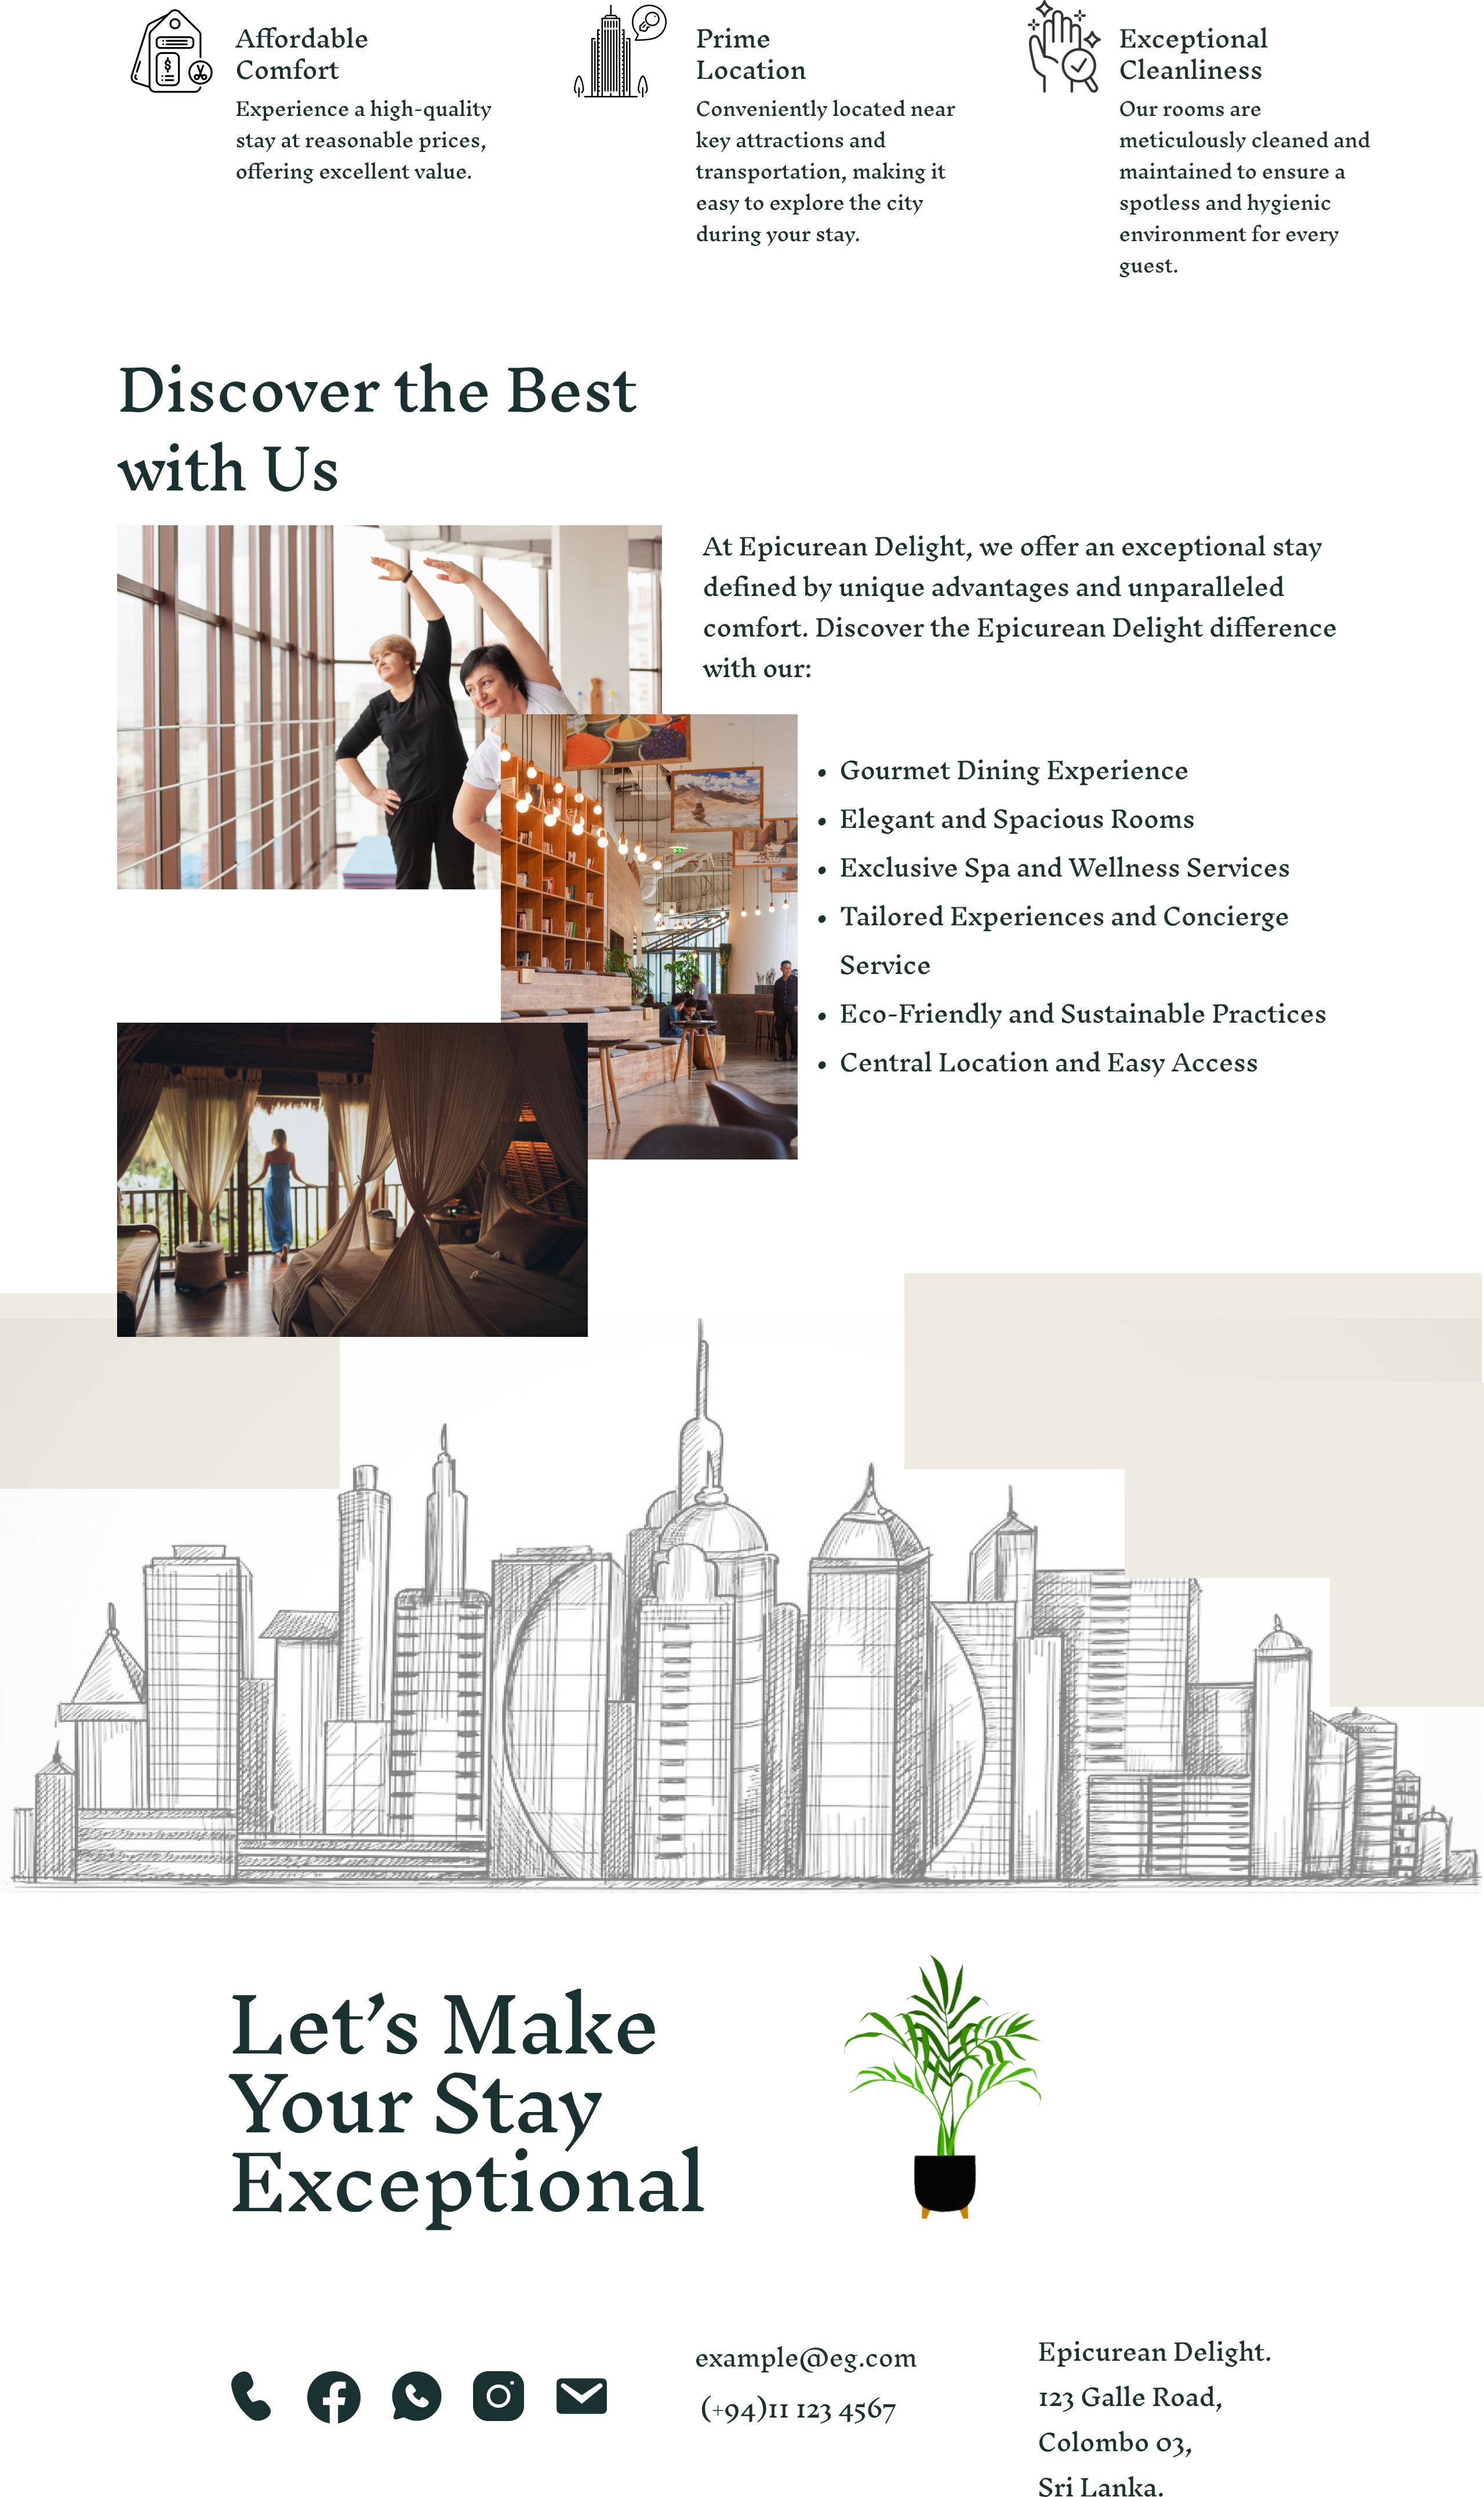 Affordable
Comfort
Experience a high-quality
stay at reasonable prices,
offering excellent value.
Prime
Location
Conveniently located near
key attractions and
transportation, making it
easy to explore the city
during your stay.
Exceptional
Cleanliness
Our rooms are
meticulously cleaned and
maintained to ensure a
spotless and hygienic
environment for every
guest.
Discover the Best
with Us
At Epicurean Delight, we offer an exceptional stay
defined by unique advantages and unparalleled
comfort. Discover the Epicurean Delight difference
with our:
• Gourmet Dining Experience
• Elegant and Spacious Rooms
• Exclusive Spa and Wellness Services
• Tailored Experiences and Concierge
Service
• Eco-Friendly and Sustainable Practices
• Central Location and Easy Access
Let’s Make
Your Stay
Exceptional
example@eg.com
(+94)11 123 4567
Epicurean Delight.
123 Galle Road,
Colombo 03,
Sri Lanka.